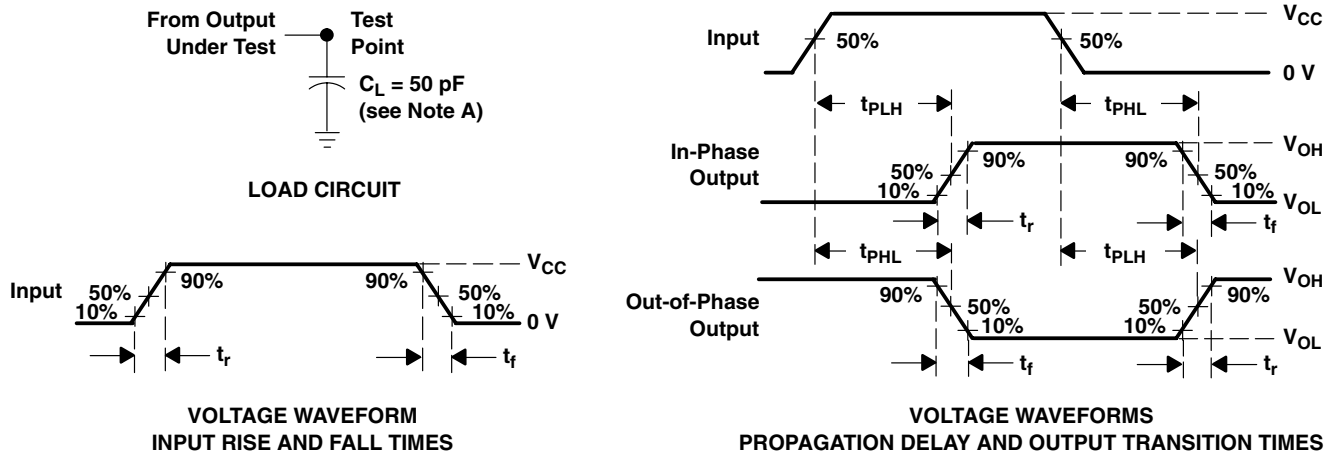 From Output
Under Test
Test
Point
C_L = 50 pF
(see Note A)
LOAD CIRCUIT
Input
50%
10%
90%
90%
50%
10%
V_CC
0 V
t_r
t_f
VOLTAGE WAVEFORM
INPUT RISE AND FALL TIMES
Input
50%
50%
V_CC
0 V
t_PLH
t_PHL
In-Phase
Output
50%
10%
90%
90%
50%
10%
V_OH
V_OL
t_r
t_f
t_PHL
t_PLH
Out-of-Phase
Output
90%
50%
10%
50%
10%
90%
V_OH
V_OL
t_f
t_r
VOLTAGE WAVEFORMS
PROPAGATION DELAY AND OUTPUT TRANSITION TIMES